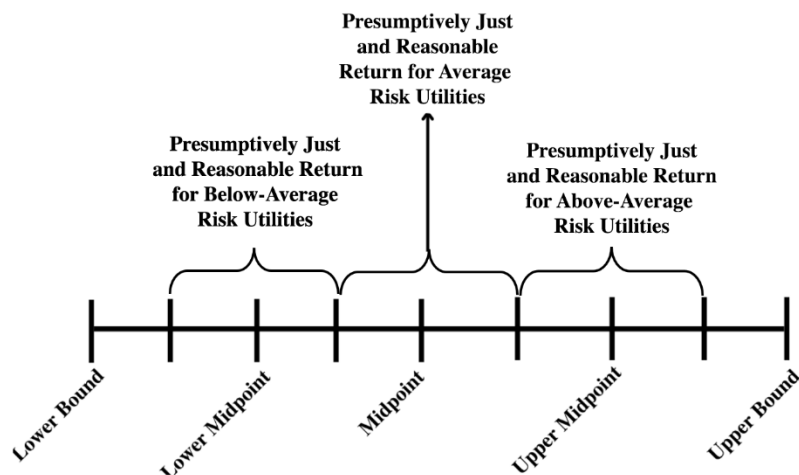 Presumptively Just
and Reasonable
Return for Average
Risk Utilities
Presumptively Just
and Reasonable Return
for Below-Average
Risk Utilities
Presumptively Just
and Reasonable Return
for Above-Average
Risk Utilities
Lower Bound
Lower Midpoint
Midpoint
Upper Midpoint
Upper Bound